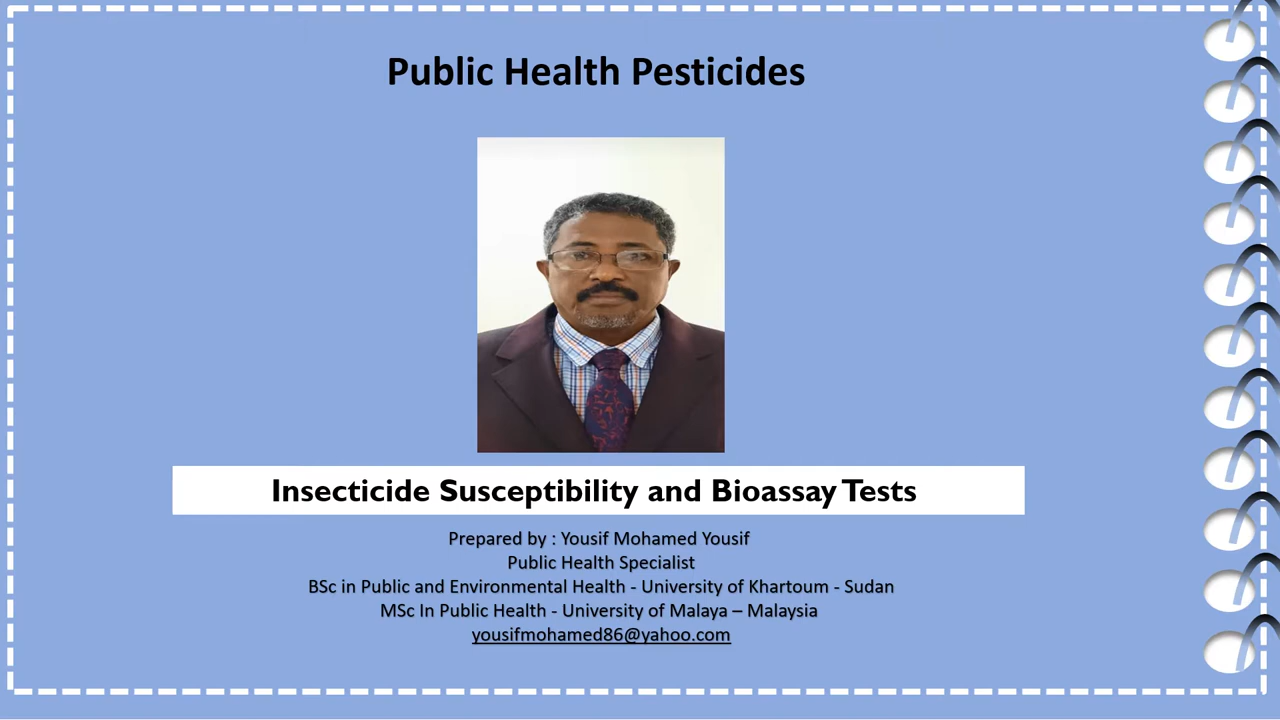 Public Health Pesticides
Insecticide Susceptibility and Bioassay Tests
Prepared by : Yousif Mohamed Yousif
Public Health Specialist
BSc in Public and Environmental Health - University of Khartoum - Sudan
MSc In Public Health - University of Malaya – Malaysia
yousifmohamed86@yahoo.com